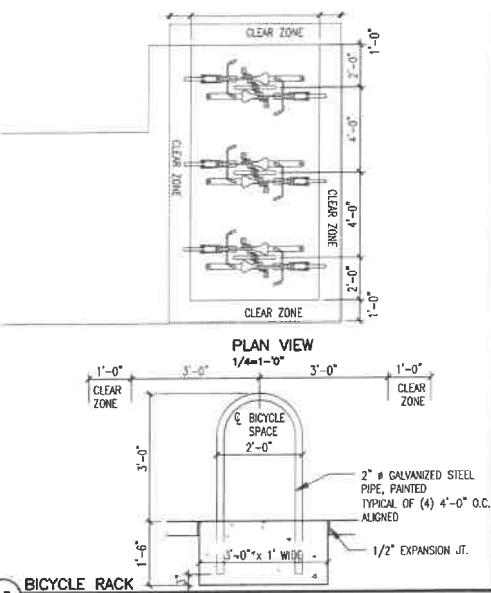 CLEAR ZONE
1'-0"
2'-0"
4'-0"
CLEAR ZONE
CLEAR ZONE
4'-0"
2'-0"
CLEAR ZONE
1'-0"
PLAN VIEW
1/4=1-'0"
1'-0" 3'-0" 3'-0" 1'-0"
CLEAR ZONE
CLEAR ZONE
℄ BICYCLE
SPACE
2'-0"
3'-0"
2" ø GALVANIZED STEEL
PIPE, PAINTED
TYPICAL OF (4) 4'-0" O.C.
ALIGNED
1'-6"
3'-0" x 1' WIDE
1/2" EXPANSION JT.
3"
BICYCLE RACK